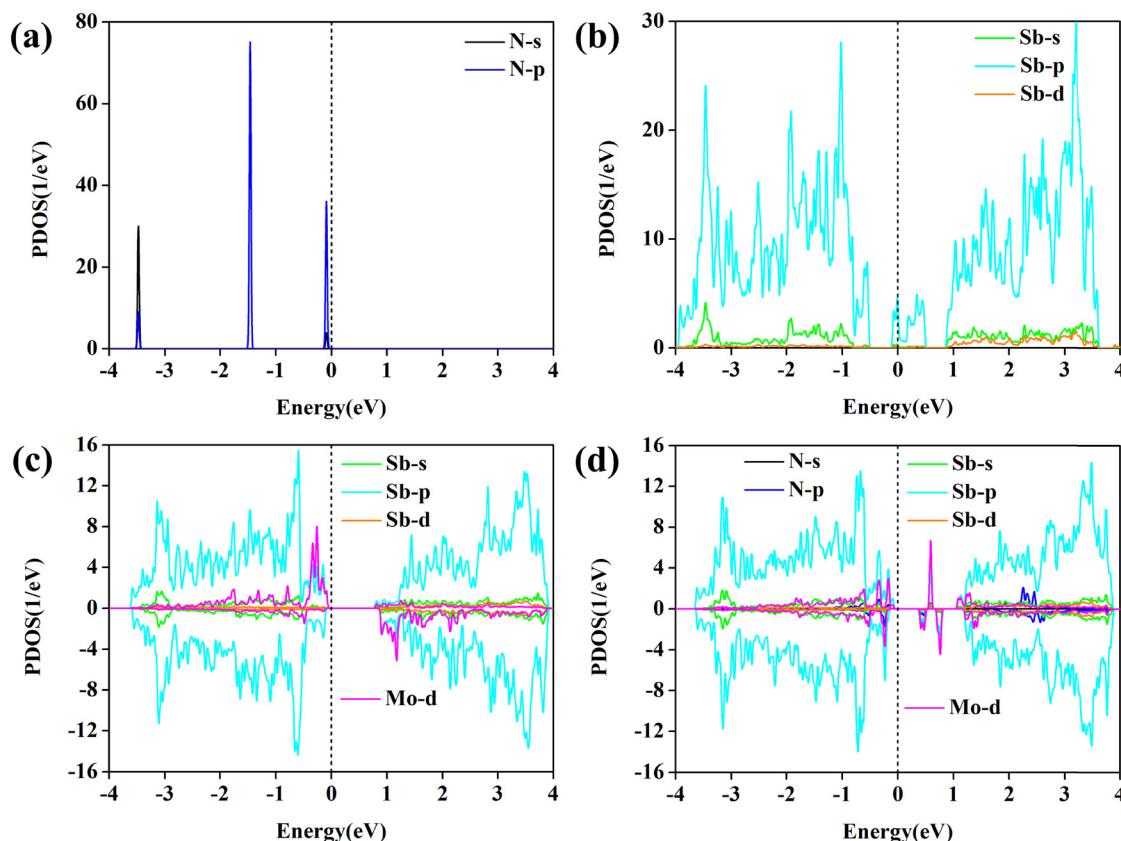 (a)
80
60
40
20
0
PDOS(1/eV)
N-s
N-p
-4 -3 -2 -1 0 1 2 3 4
Energy(eV)
(b)
30
20
10
0
PDOS(1/eV)
Sb-s
Sb-p
Sb-d
-4 -3 -2 -1 0 1 2 3 4
Energy(eV)
(c)
16
12
8
4
0
-4
-8
-12
-16
PDOS(1/eV)
Sb-s
Sb-p
Sb-d
Mo-d
-4 -3 -2 -1 0 1 2 3 4
Energy(eV)
(d)
16
12
8
4
0
-4
-8
-12
-16
PDOS(1/eV)
N-s
N-p
Sb-s
Sb-p
Sb-d
Mo-d
-4 -3 -2 -1 0 1 2 3 4
Energy(eV)